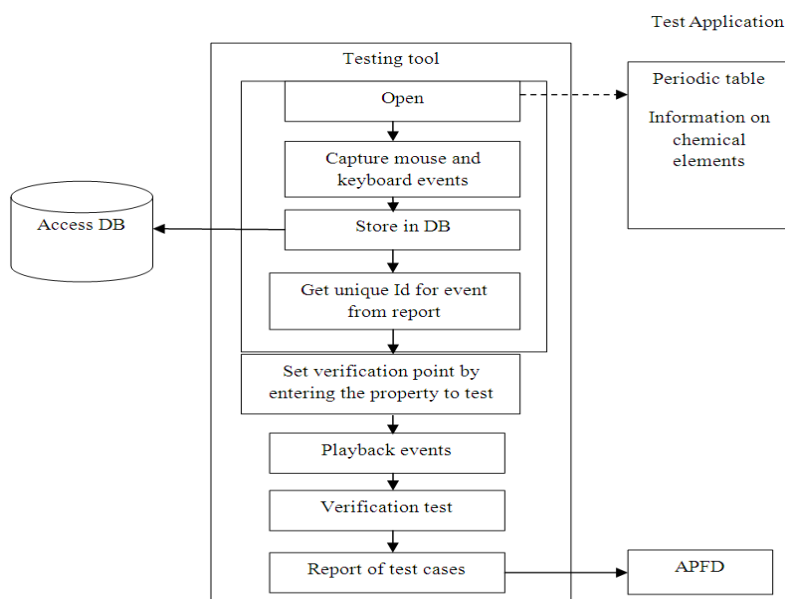 Test Application
Testing tool
Open
Periodic table
Information on
chemical
elements
Capture mouse and
keyboard events
Access DB
Store in DB
Get unique Id for event
from report
Set verification point by
entering the property to test
Playback events
Verification test
Report of test cases
APFD